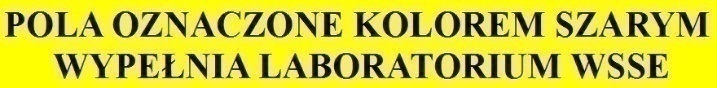 POLA OZNACZONE KOLOREM SZARYM
WYPEŁNIA LABORATORIUM WSSE